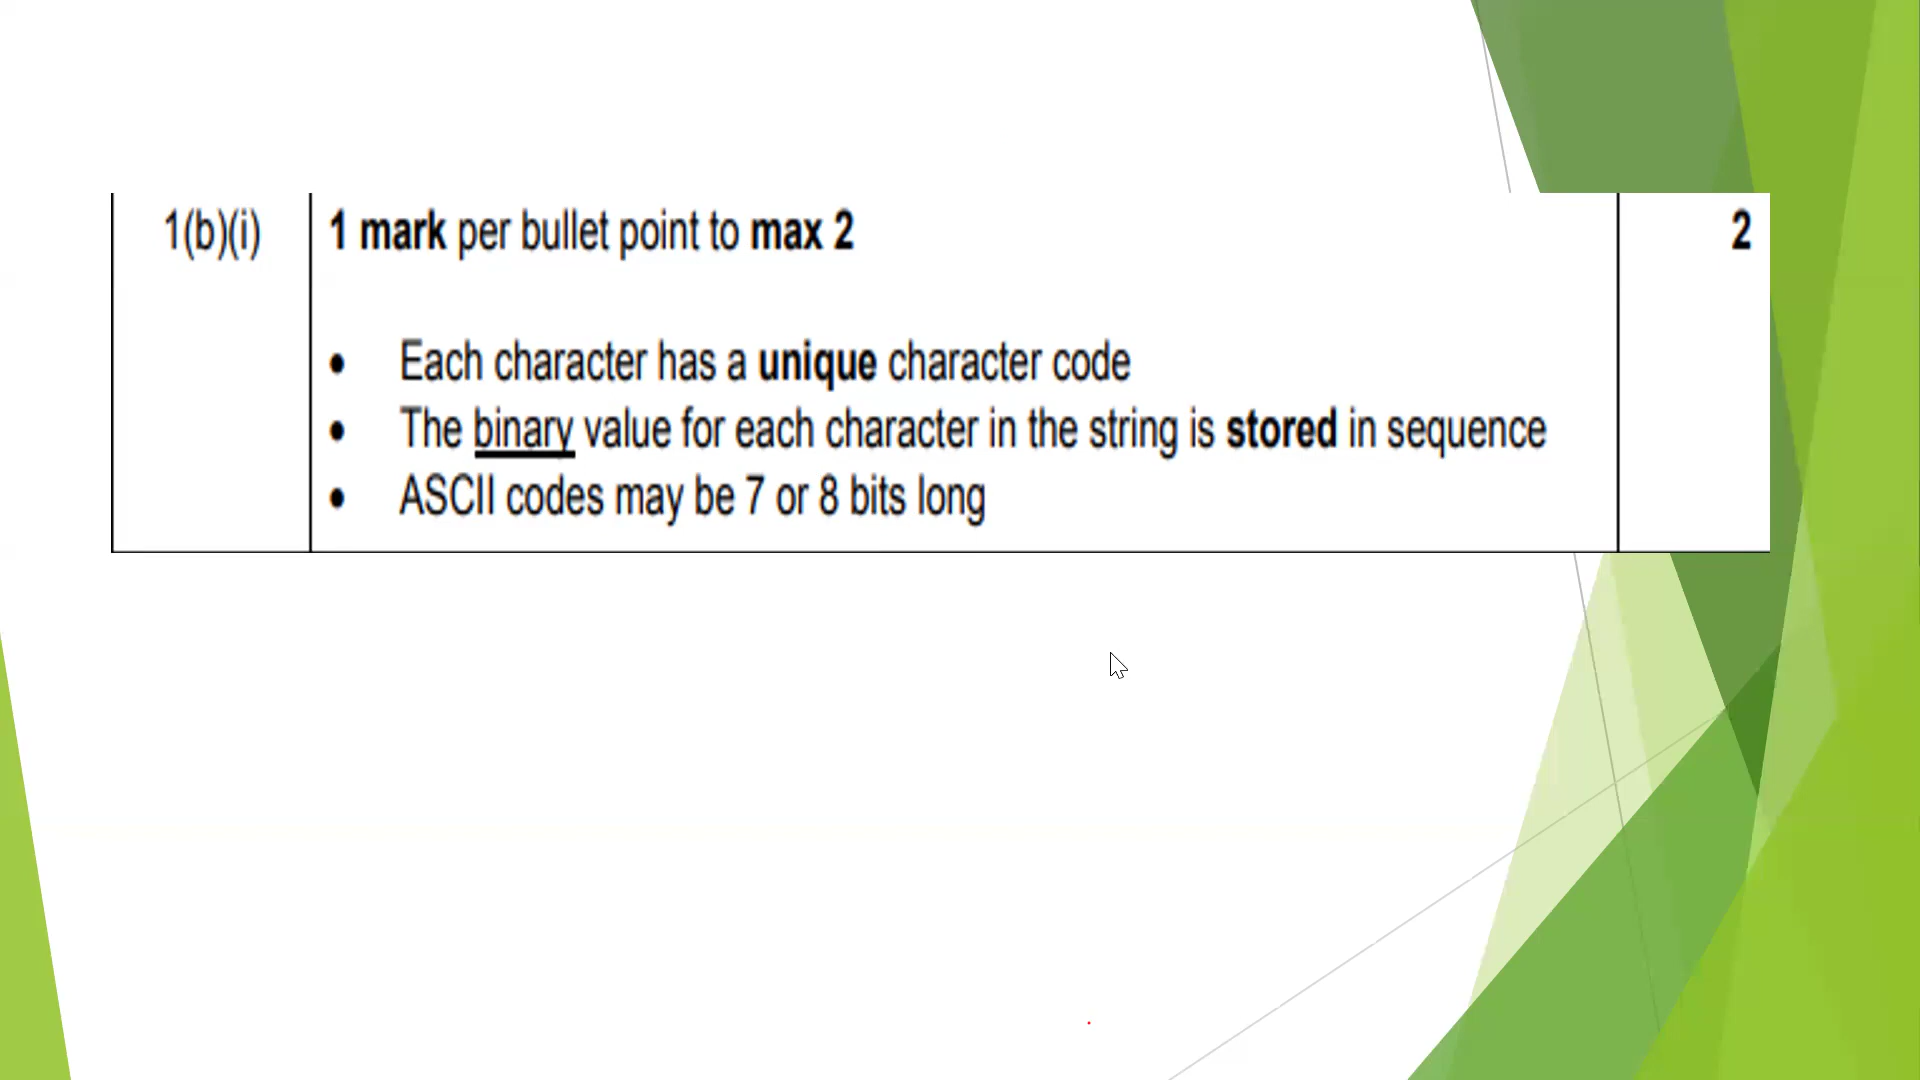 1(b)(i) 1 mark per bullet point to max 2 2
• Each character has a unique character code
• The binary value for each character in the string is stored in sequence
• ASCII codes may be 7 or 8 bits long